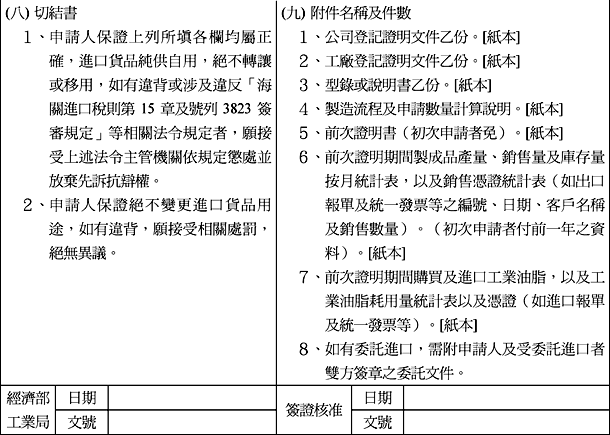 (八) 切結書
1、申請人保證上列所填各欄均屬正
確,進口貨品純供自用,絕不轉讓
或移用,如有違背或涉及違反「海
關進口稅則第 15 章及號列 3823 簽
審規定」等相關法令規定者,願接
受上述法令主管機關依規定懲處並
放棄先訴抗辯權。
2、申請人保證絕不變更進口貨品用
途,如有違背,願接受相關處罰,
絕無異議。
(九) 附件名稱及件數
1、公司登記證明文件乙份。[紙本]
2、工廠登記證明文件乙份。[紙本]
3、型錄或說明書乙份。[紙本]
4、製造流程及申請數量計算說明。[紙本]
5、前次證明書(初次申請者免)。[紙本]
6、前次證明期間製成品產量、銷售量及庫存量
按月統計表,以及銷售憑證統計表(如出口
報單及統一發票等之編號、日期、客戶名稱
及銷售數量)。(初次申請者付前一年之資
料)。[紙本]
7、前次證明期間購買及進口工業油脂,以及工
業油脂耗用量統計表以及憑證(如進口報單
及統一發票等)。[紙本]
8、如有委託進口,需附申請人及受委託進口者
雙方簽章之委託文件。
經濟部
工業局
日期
文號
簽證核准
日期
文號